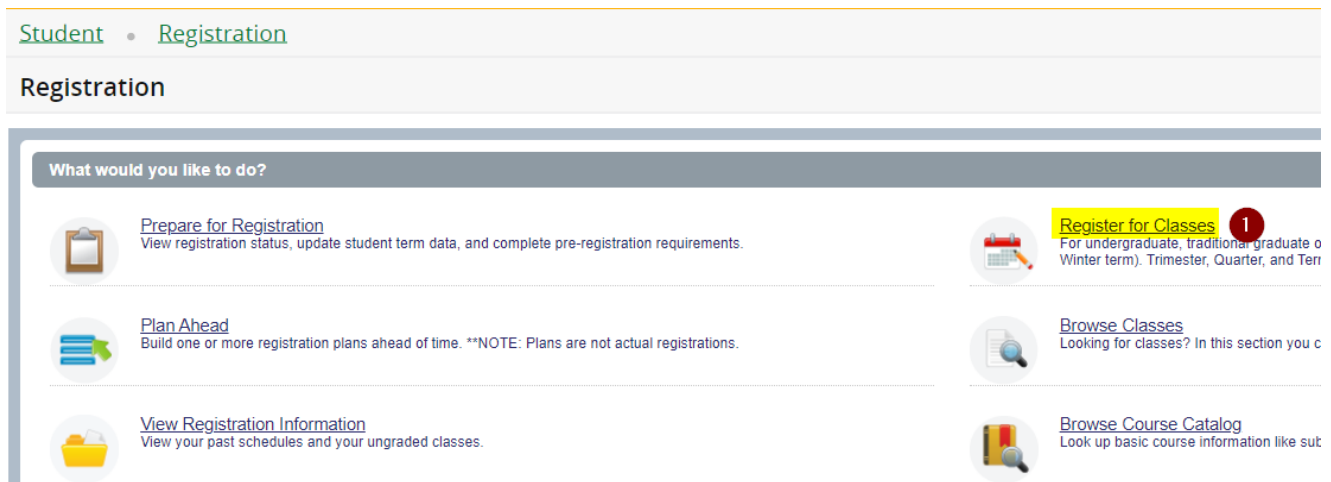 Student • Registration
Registration
What would you like to do?
Prepare for Registration
View registration status, update student term data, and complete pre-registration requirements.
Register for Classes 1
For undergraduate, traditional graduate o
Winter term). Trimester, Quarter, and Ter
Plan Ahead
Build one or more registration plans ahead of time. **NOTE: Plans are not actual registrations.
Browse Classes
Looking for classes? In this section you c
View Registration Information
View your past schedules and your ungraded classes.
Browse Course Catalog
Look up basic course information like sub